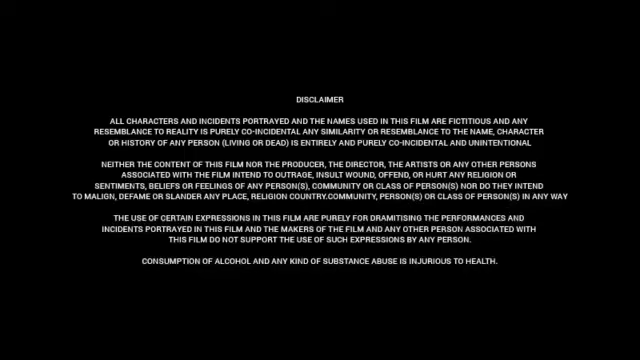 DISCLAIMER
ALL CHARACTERS AND INCIDENTS PORTRAYED AND THE NAMES USED IN THIS FILM ARE FICTITIOUS AND ANY
RESEMBLANCE TO REALITY IS PURELY CO-INCIDENTAL ANY SIMILARITY OR RESEMBLANCE TO THE NAME, CHARACTER
OR HISTORY OF ANY PERSON (LIVING OR DEAD) IS ENTIRELY AND PURELY CO-INCIDENTAL AND UNINTENTIONAL
NEITHER THE CONTENT OF THIS FILM NOR THE PRODUCER, THE DIRECTOR, THE ARTISTS OR ANY OTHER PERSONS
ASSOCIATED WITH THE FILM INTEND TO OUTRAGE, INSULT WOUND, OFFEND, OR HURT ANY RELIGION OR
SENTIMENTS, BELIEFS OR FEELINGS OF ANY PERSON(S), COMMUNITY OR CLASS OF PERSON(S) NOR DO THEY INTEND
TO MALIGN, DEFAME OR SLANDER ANY PLACE, RELIGION COUNTRY.COMMUNITY, PERSON(S) OR CLASS OF PERSON(S) IN ANY WAY
THE USE OF CERTAIN EXPRESSIONS IN THIS FILM ARE PURELY FOR DRAMITISING THE PERFORMANCES AND
INCIDENTS PORTRAYED IN THIS FILM AND THE MAKERS OF THE FILM AND ANY OTHER PERSON ASSOCIATED WITH
THIS FILM DO NOT SUPPORT THE USE OF SUCH EXPRESSIONS BY ANY PERSON.
CONSUMPTION OF ALCOHOL AND ANY KIND OF SUBSTANCE ABUSE IS INJURIOUS TO HEALTH.